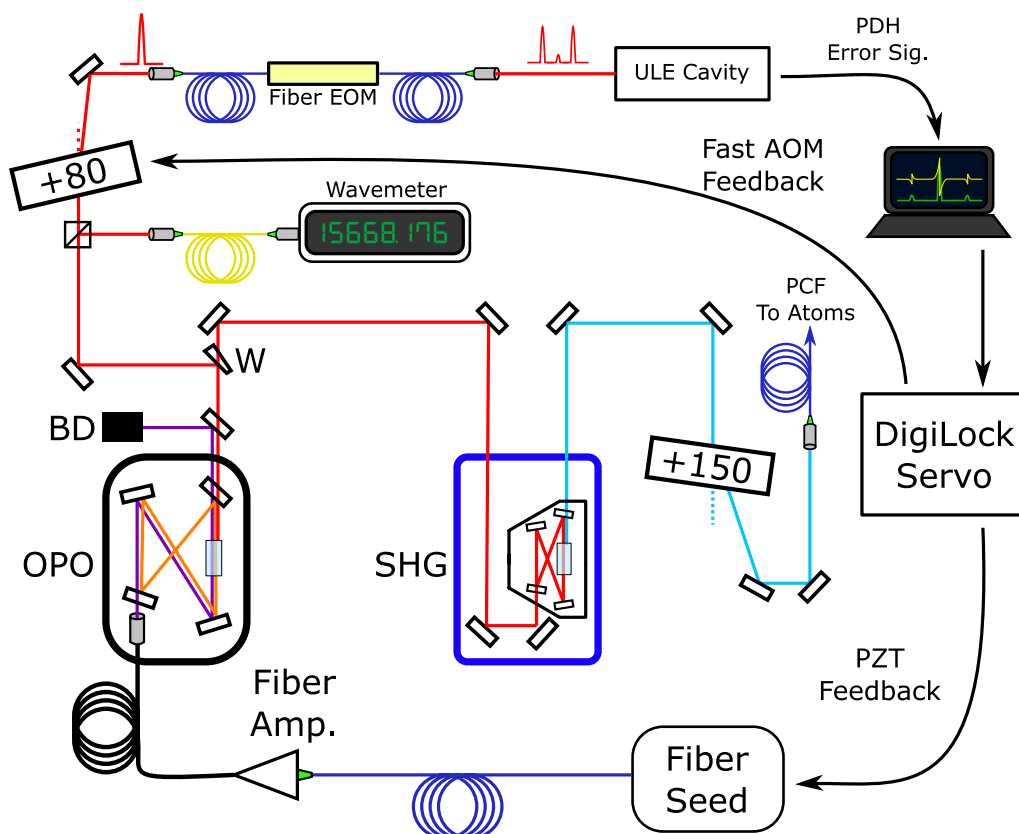 PDH
Error Sig.
Fiber EOM
ULE Cavity
+80
Fast AOM
Feedback
Wavemeter
15668.176
PCF
To Atoms
W
BD
DigiLock
Servo
+150
OPO
SHG
PZT
Feedback
Fiber
Amp.
Fiber
Seed